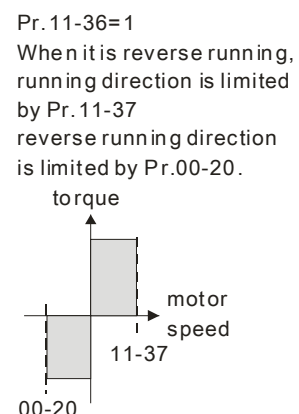 Pr.11-36=1
When it is reverse running,
running direction is limited
by Pr.11-37
reverse running direction
is limited by Pr.00-20.
torque
motor
speed
11-37
00-20